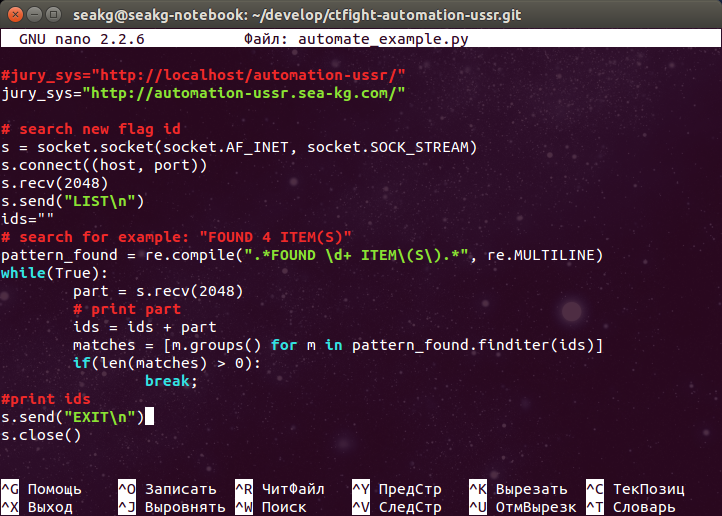 seakg@seakg-notebook: ~/develop/ctfight-automation-ussr.git
GNU nano 2.2.6 Файл: automate_example.py
#jury_sys="http://localhost/automation-ussr/"
jury_sys="http://automation-ussr.sea-kg.com/"
# search new flag id
s = socket.socket(socket.AF_INET, socket.SOCK_STREAM)
s.connect((host, port))
s.recv(2048)
s.send("LIST\n")
ids=""
# search for example: "FOUND 4 ITEM(S)"
pattern_found = re.compile(".*FOUND \d+ ITEM\(S\).*", re.MULTILINE)
while(True):
        part = s.recv(2048)
        # print part
        ids = ids + part
        matches = [m.groups() for m in pattern_found.finditer(ids)]
        if(len(matches) > 0):
                break;
#print ids
s.send("EXIT\n")
s.close()
^G Помощь ^O Записать ^R ЧитФайл ^Y ПредСтр ^K Вырезать ^C ТекПозиц
^X Выход ^J Выровнять ^W Поиск ^V СледСтр ^U ОтмВырезк ^T Словарь